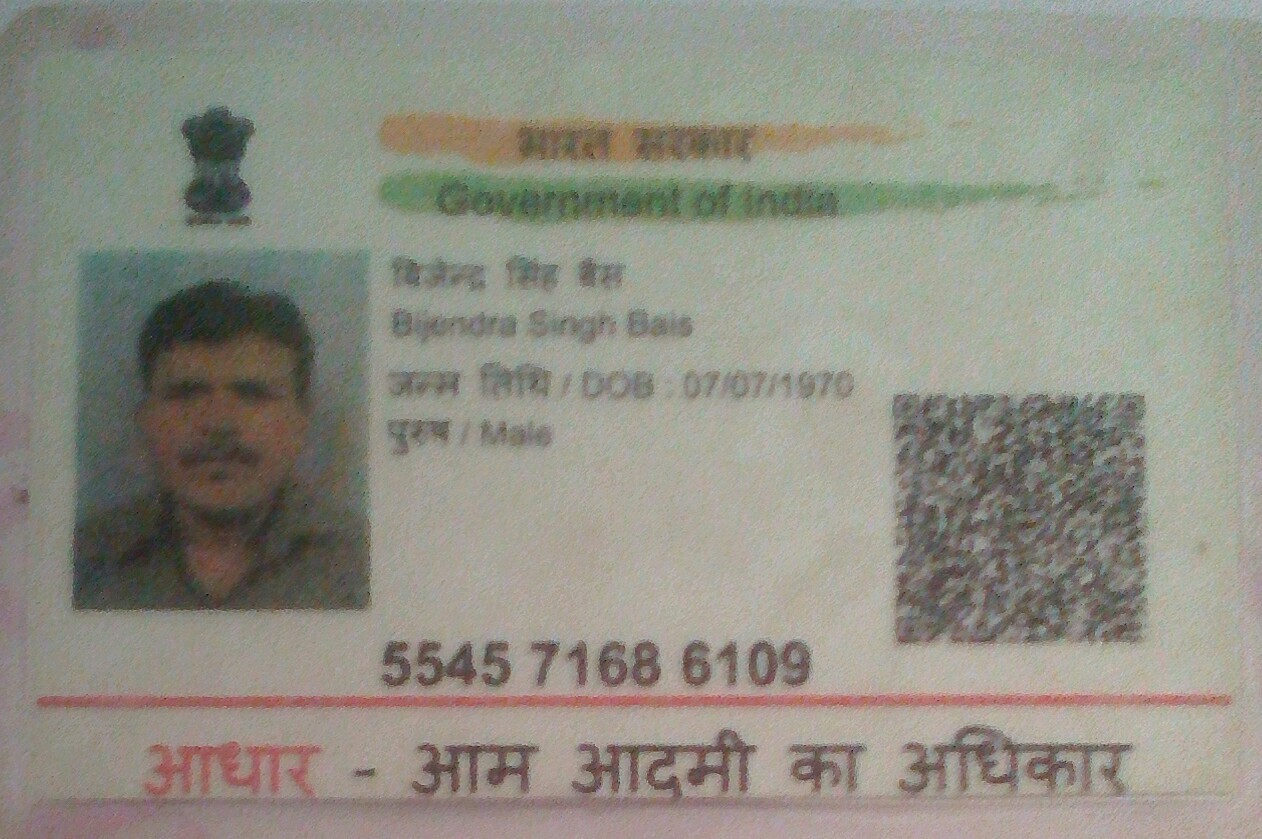 भारत सरकार
Government of India
बिजेन्द्र सिंह बैस
Bijendra Singh Bais
जन्म तिथि / DOB : 07/07/1970
पुरुष / Male
5545 7168 6109
आधार - आम आदमी का अधिकार